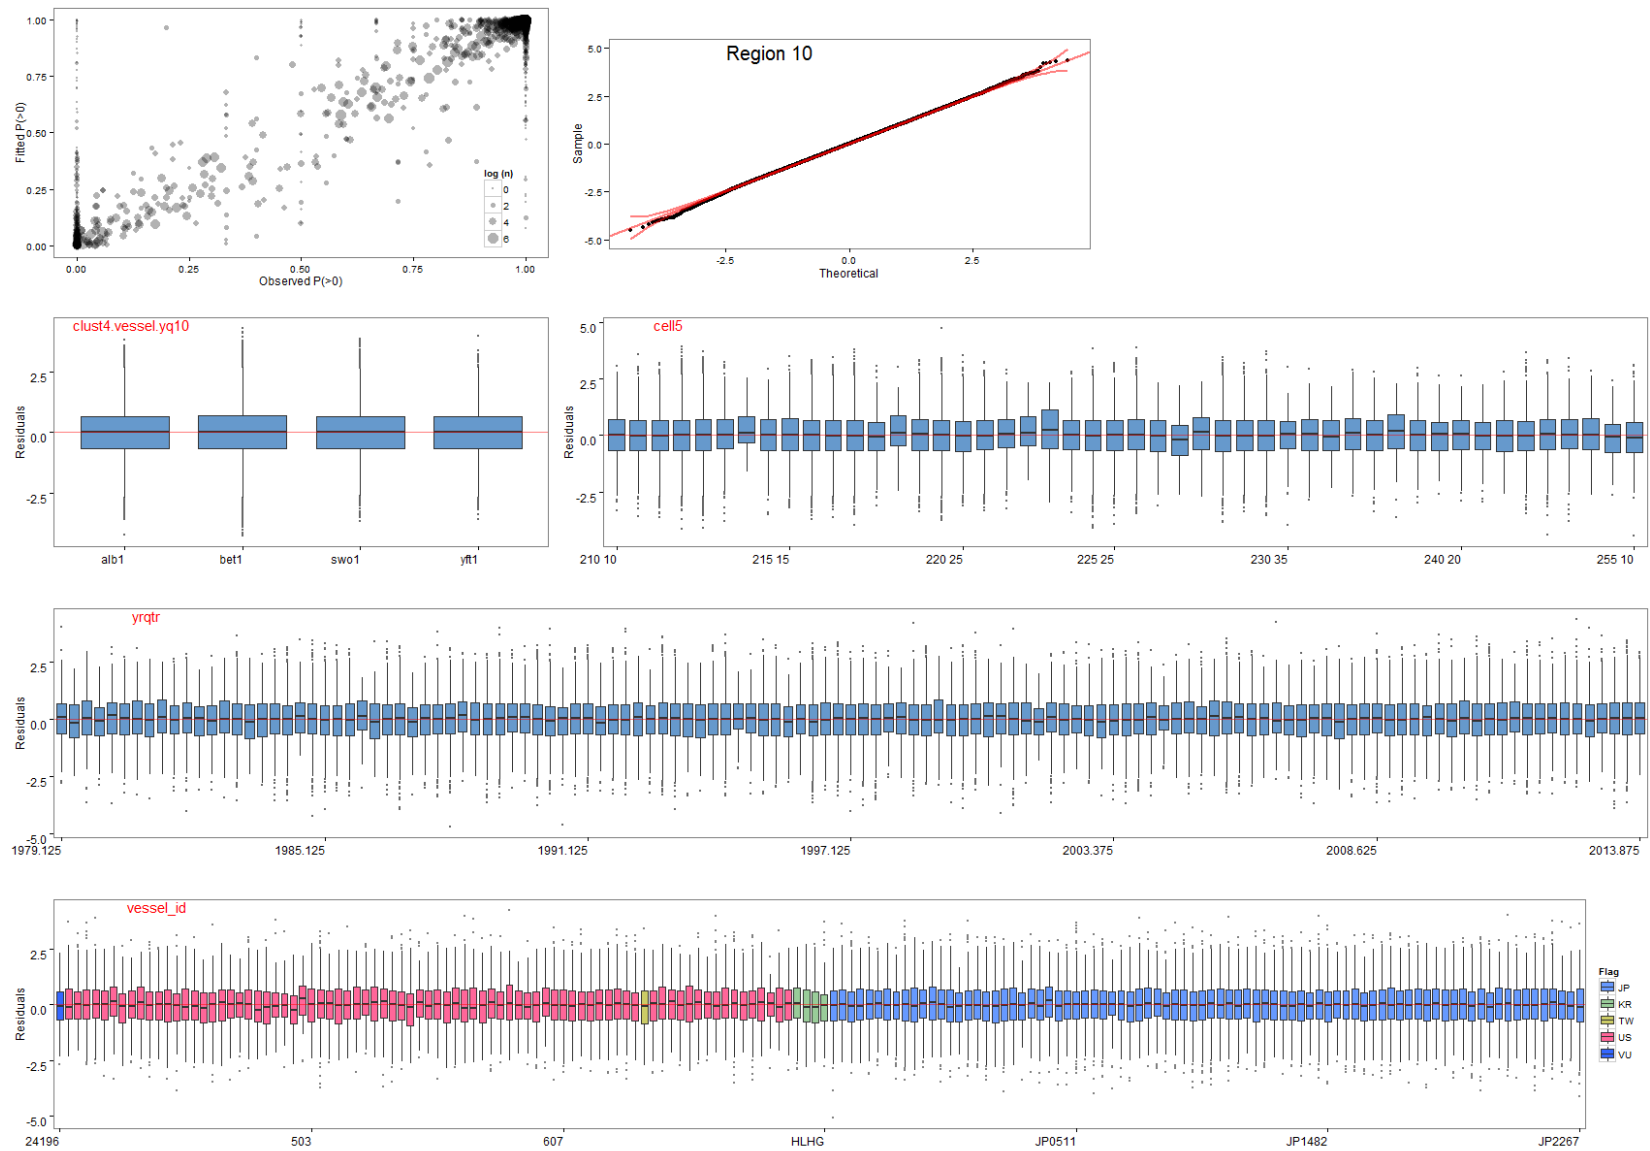 1.00
0.75
0.50
0.25
0.00
Fitted P(>0)
0.00 0.25 0.50 0.75 1.00
Observed P(>0)
log (n)
0
2
4
6
Region 10
5.0
2.5
0.0
-2.5
-5.0
Sample
-2.5 0.0 2.5
Theoretical
clust4.vessel.yq10
2.5
0.0
-2.5
Residuals
alb1 bet1 swo1 yft1
cell5
5.0
2.5
0.0
-2.5
Residuals
210 10 215 15 220 25 225 25 230 35 240 20 255 10
yrqtr
2.5
0.0
-2.5
-5.0
Residuals
1979.125 1985.125 1991.125 1997.125 2003.375 2008.625 2013.875
vessel_id
2.5
0.0
-2.5
-5.0
Residuals
24196 503 607 HLHG JP0511 JP1482 JP2267
Flag
JP
KR
TW
US
VU